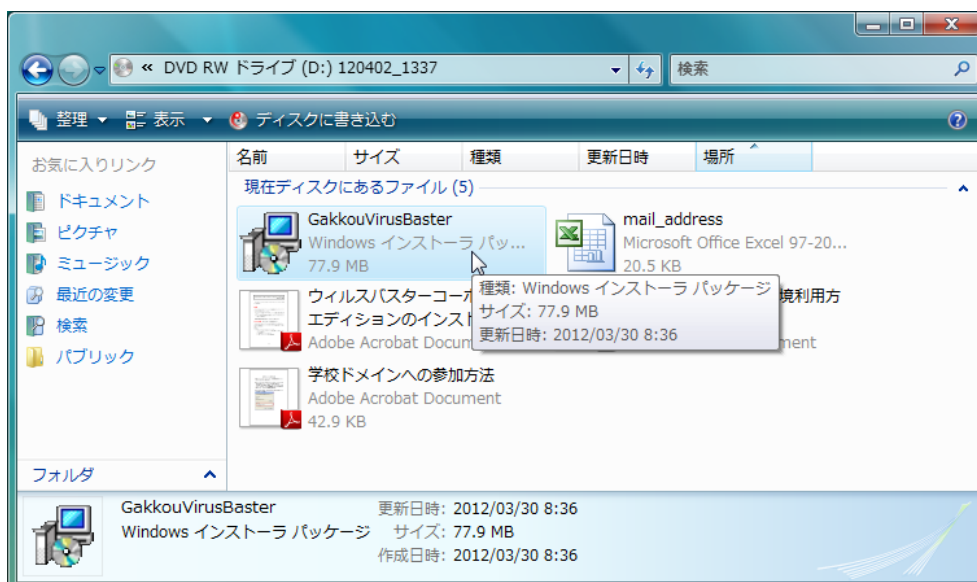 « DVD RW ドライブ (D:) 120402_1337
検索
整理 表示 ディスクに書き込む
お気に入りリンク
ドキュメント
ピクチャ
ミュージック
最近の変更
検索
パブリック
フォルダ
名前 サイズ 種類 更新日時 場所
現在ディスクにあるファイル (5)
GakkouVirusBaster
Windows インストーラ パッ...
77.9 MB
mail_address
Microsoft Office Excel 97-20...
20.5 KB
ウィルスバスターコーポ
エディションのインスト
Adobe Acrobat Docum
境利用方
ment
種類: Windows インストーラ パッケージ
サイズ: 77.9 MB
更新日時: 2012/03/30 8:36
学校ドメインへの参加方法
Adobe Acrobat Document
42.9 KB
GakkouVirusBaster 更新日時: 2012/03/30 8:36
Windows インストーラ パッケージ サイズ: 77.9 MB
作成日時: 2012/03/30 8:36